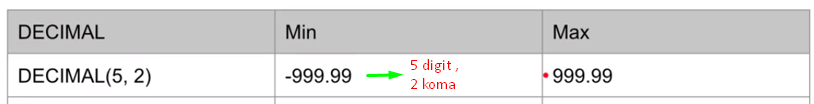 DECIMAL Min Max
DECIMAL(5, 2) -999.99 5 digit , 999.99
2 koma